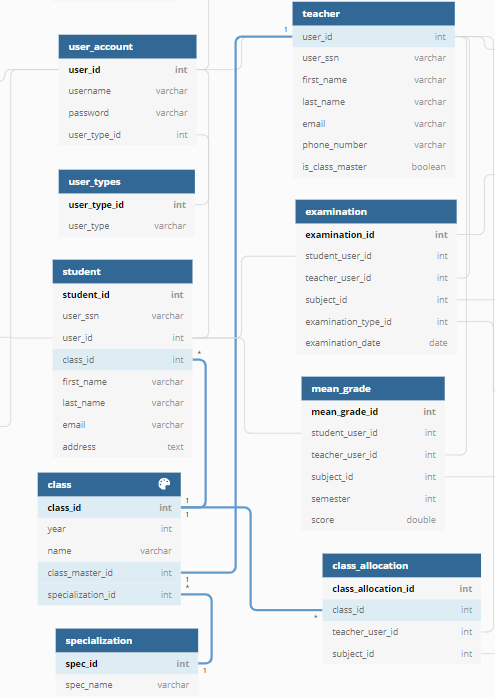 user_account
user_id int
username varchar
password varchar
user_type_id int
user_types
user_type_id int
user_type varchar
student
student_id int
user_ssn varchar
user_id int
class_id int
*
first_name varchar
last_name varchar
email varchar
address text
class
class_id int
1
1
year int
name varchar
class_master_id int
1
*
specialization_id int
specialization
spec_id int
1
spec_name varchar
teacher
1
user_id int
user_ssn varchar
first_name varchar
last_name varchar
email varchar
phone_number varchar
is_class_master boolean
examination
examination_id int
student_user_id int
teacher_user_id int
subject_id int
examination_type_id int
examination_date date
mean_grade
mean_grade_id int
student_user_id int
teacher_user_id int
subject_id int
semester int
score double
class_allocation
class_allocation_id int
class_id int
*
teacher_user_id int
subject_id int